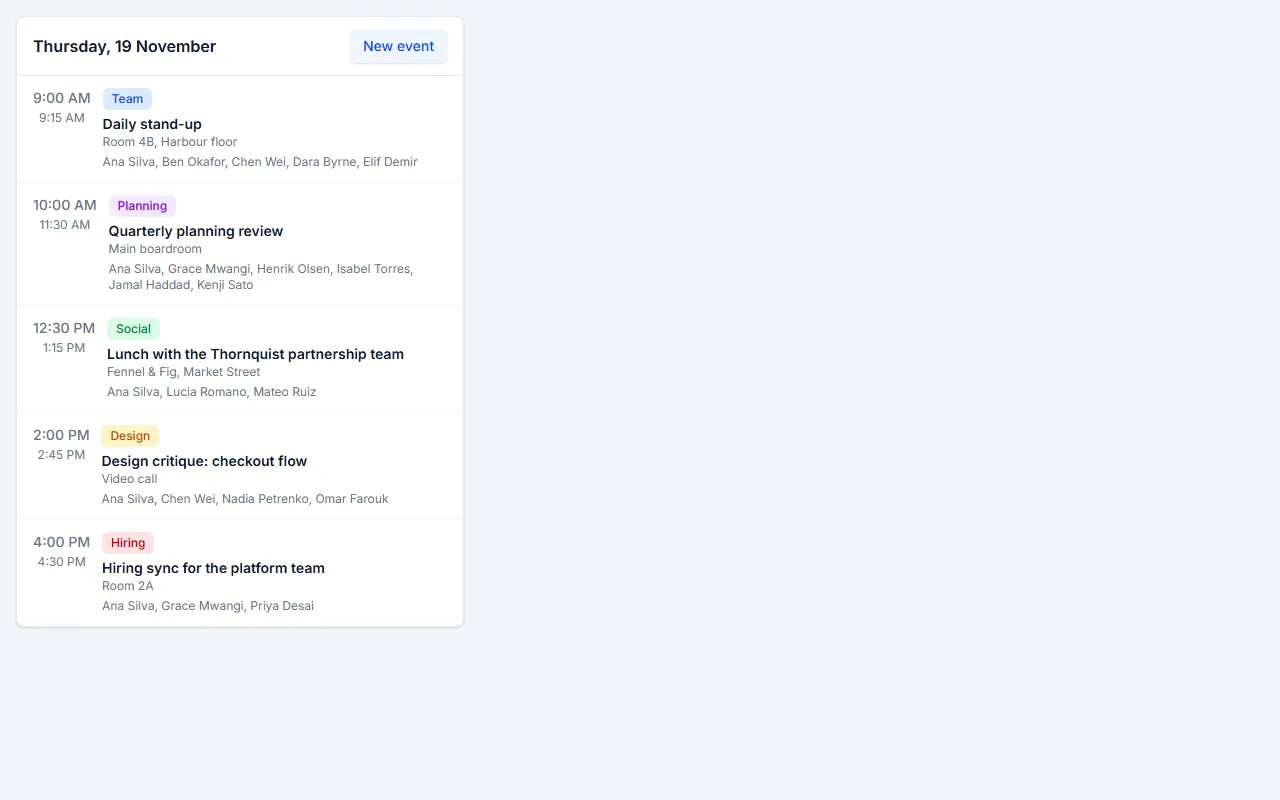 Thursday, 19 November
New event
9:00 AM
9:15 AM
Team
Daily stand-up
Room 4B, Harbour floor
Ana Silva, Ben Okafor, Chen Wei, Dara Byrne, Elif Demir
10:00 AM
11:30 AM
Planning
Quarterly planning review
Main boardroom
Ana Silva, Grace Mwangi, Henrik Olsen, Isabel Torres,
Jamal Haddad, Kenji Sato
12:30 PM
1:15 PM
Social
Lunch with the Thornquist partnership team
Fennel & Fig, Market Street
Ana Silva, Lucia Romano, Mateo Ruiz
2:00 PM
2:45 PM
Design
Design critique: checkout flow
Video call
Ana Silva, Chen Wei, Nadia Petrenko, Omar Farouk
4:00 PM
4:30 PM
Hiring
Hiring sync for the platform team
Room 2A
Ana Silva, Grace Mwangi, Priya Desai